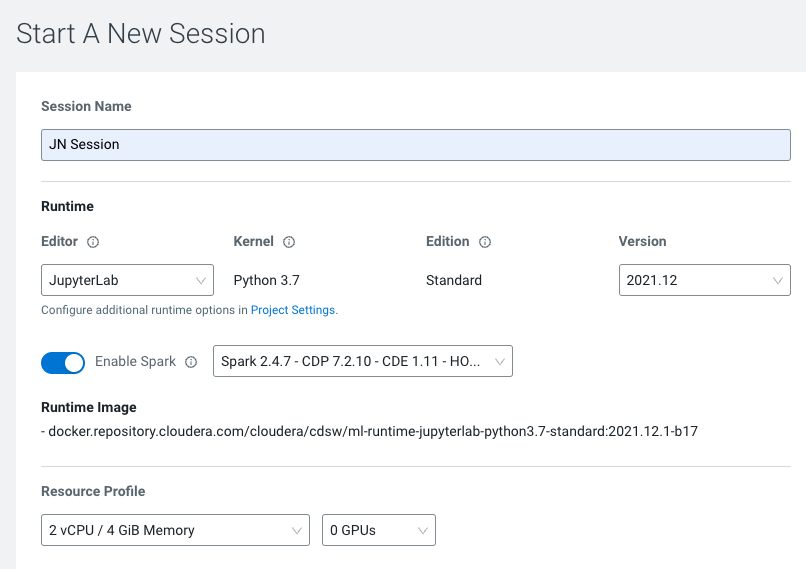 Start A New Session
Session Name
JN Session
Runtime
Editor Kernel Edition Version
JupyterLab Python 3.7 Standard 2021.12
Configure additional runtime options in Project Settings.
Enable Spark Spark 2.4.7 - CDP 7.2.10 - CDE 1.11 - HO...
Runtime Image
- docker.repository.cloudera.com/cloudera/cdsw/ml-runtime-jupyterlab-python3.7-standard:2021.12.1-b17
Resource Profile
2 vCPU / 4 GiB Memory 0 GPUs